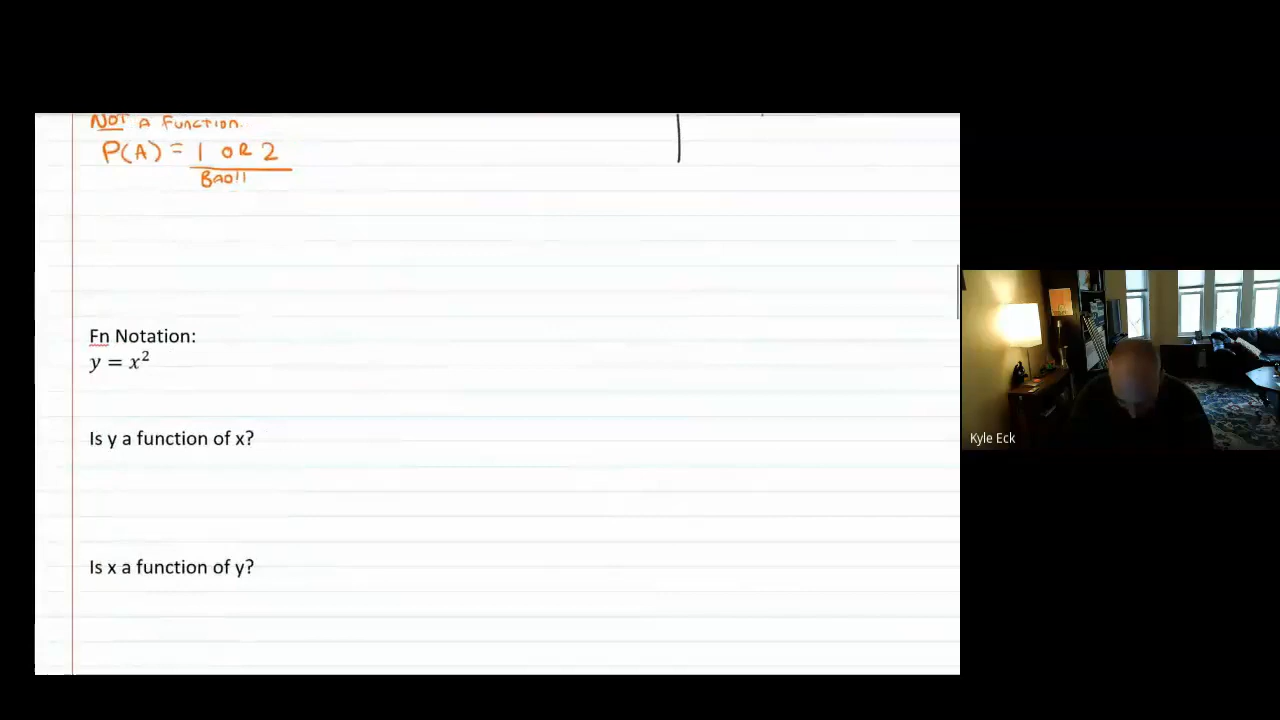 NOT a Function.
P(A) = 1 OR 2
BAD!!
Fn Notation:
y = x²
Is y a function of x?
Kyle Eck
Is x a function of y?